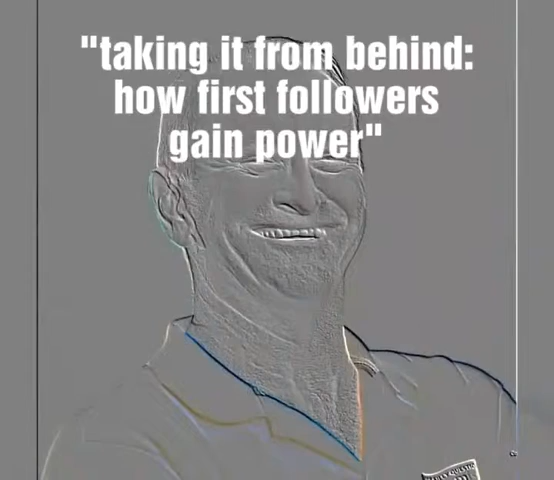 "taking it from behind:
how first followers
gain power"